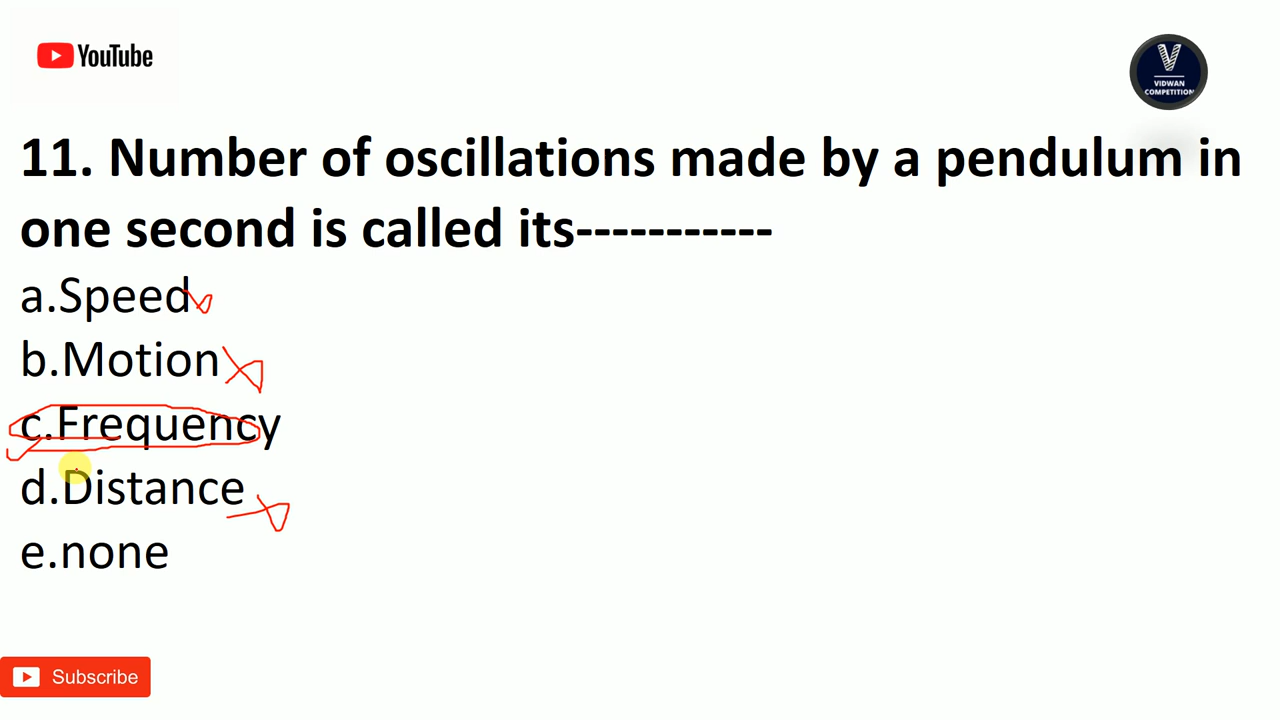 YouTube
V
VIDWAN
COMPETITION
11. Number of oscillations made by a pendulum in
one second is called its-----------
a.Speed
b.Motion
c.Frequency
d.Distance
e.none
Subscribe